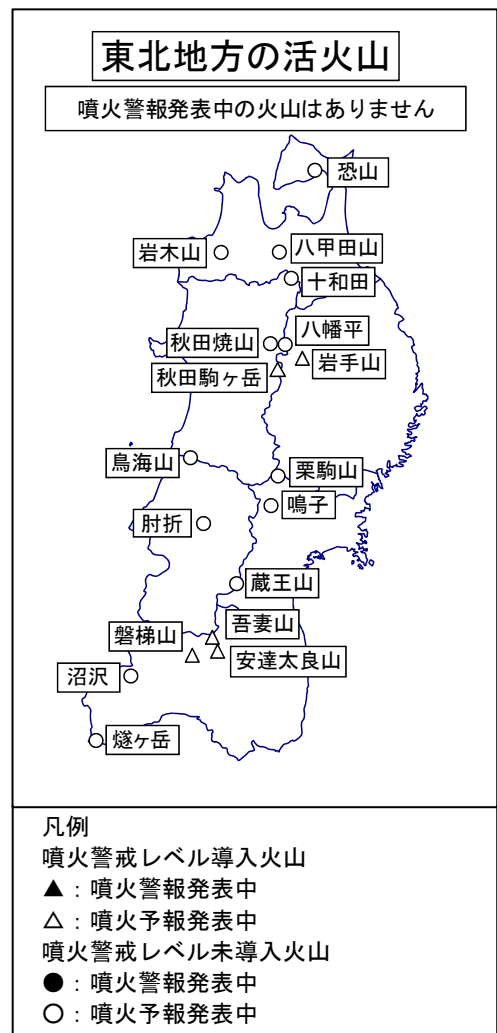 東北地方の活火山
噴火警報発表中の火山はありません
恐山
岩木山
八甲田山
十和田
秋田焼山
八幡平
岩手山
秋田駒ヶ岳
鳥海山
栗駒山
鳴子
肘折
蔵王山
吾妻山
磐梯山
安達太良山
沼沢
燧ヶ岳
凡例
噴火警戒レベル導入火山
▲：噴火警報発表中
△：噴火予報発表中
噴火警戒レベル未導入火山
●：噴火警報発表中
○：噴火予報発表中